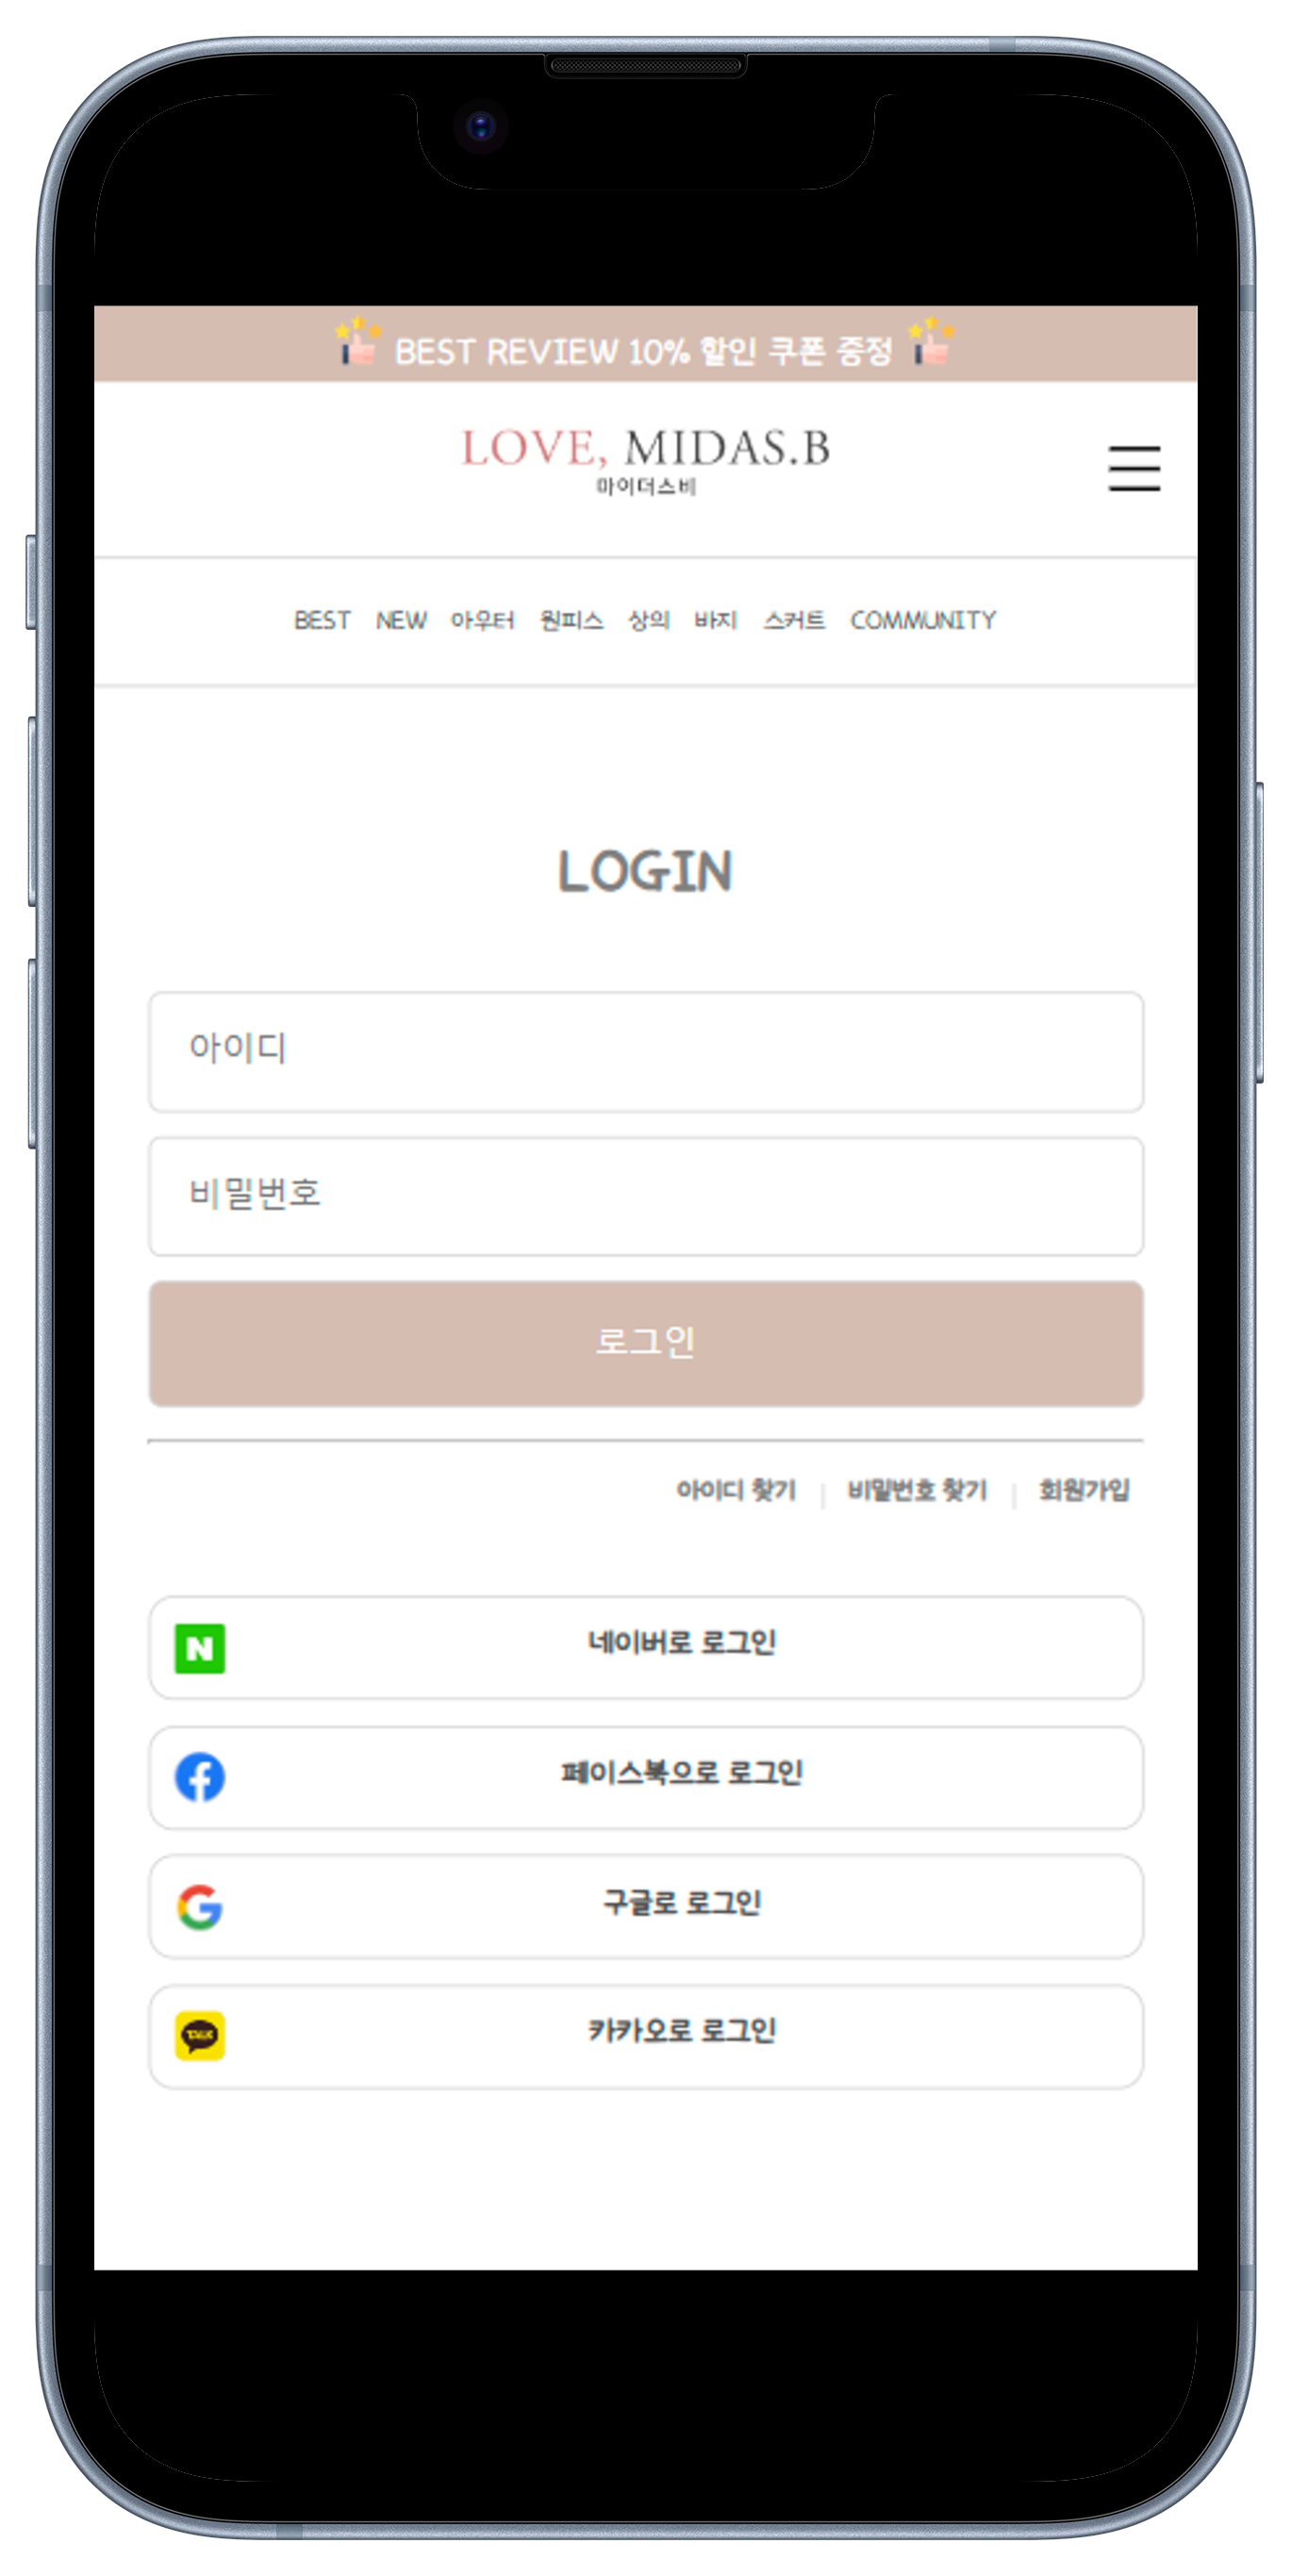 BEST REVIEW 10% 할인 쿠폰 증정
LOVE, MIDAS.B
마이더스비
BEST NEW 아우터 원피스 상의 바지 스커트 COMMUNITY
LOGIN
아이디
비밀번호
로그인
아이디 찾기 | 비밀번호 찾기 | 회원가입
N 네이버로 로그인
페이스북으로 로그인
구글로 로그인
TALK 카카오로 로그인